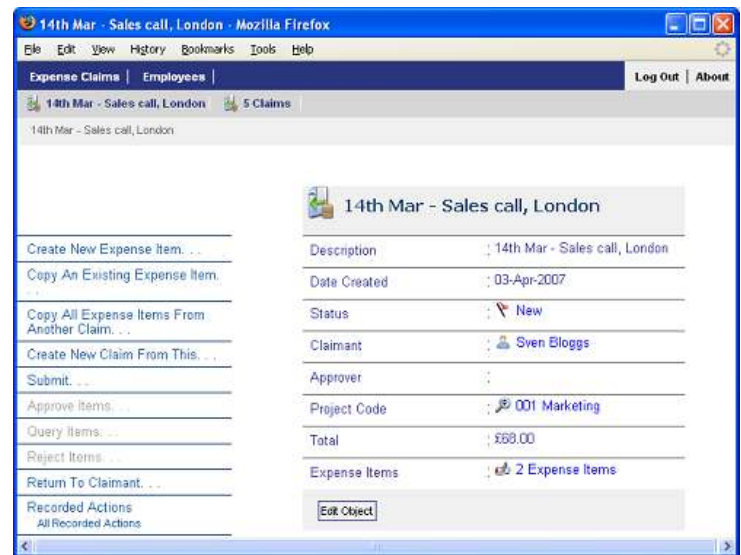 14th Mar - Sales call, London - Mozilla Firefox
File Edit View History Bookmarks Tools Help
Expense Claims | Employees | Log Out | About
14th Mar - Sales call, London 5 Claims
14th Mar - Sales call, London
14th Mar - Sales call, London
Create New Expense Item. . .
Copy An Existing Expense Item.
. .
Copy All Expense Items From
Another Claim. . .
Create New Claim From This. . .
Submit. . .
Approve Items. . .
Query Items. . .
Reject Items. . .
Return To Claimant. . .
Recorded Actions
All Recorded Actions
Description : 14th Mar - Sales call, London
Date Created : 03-Apr-2007
Status : New
Claimant : Sven Bloggs
Approver :
Project Code : 001 Marketing
Total : £68.00
Expense Items : 2 Expense Items
Edit Object